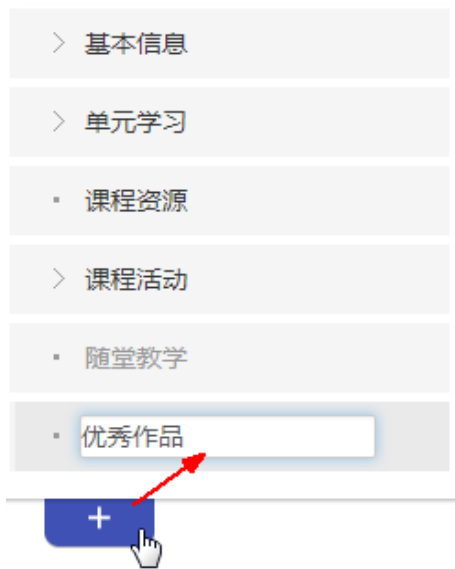 基本信息
单元学习
课程资源
课程活动
随堂教学
优秀作品
+